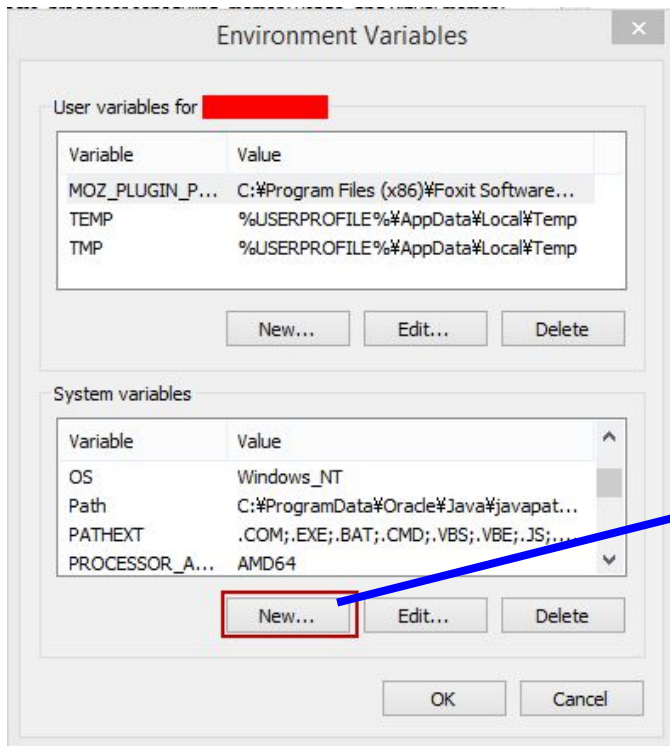 Environment Variables
User variables for
Variable Value
MOZ_PLUGIN_P... C:¥Program Files (x86)¥Foxit Software...
TEMP %USERPROFILE%¥AppData¥Local¥Temp
TMP %USERPROFILE%¥AppData¥Local¥Temp
New... Edit... Delete
System variables
Variable Value
OS Windows_NT
Path C:¥ProgramData¥Oracle¥Java¥javapat...
PATHEXT .COM;.EXE;.BAT;.CMD;.VBS;.VBE;.JS;....
PROCESSOR_A... AMD64
New... Edit... Delete
OK Cancel